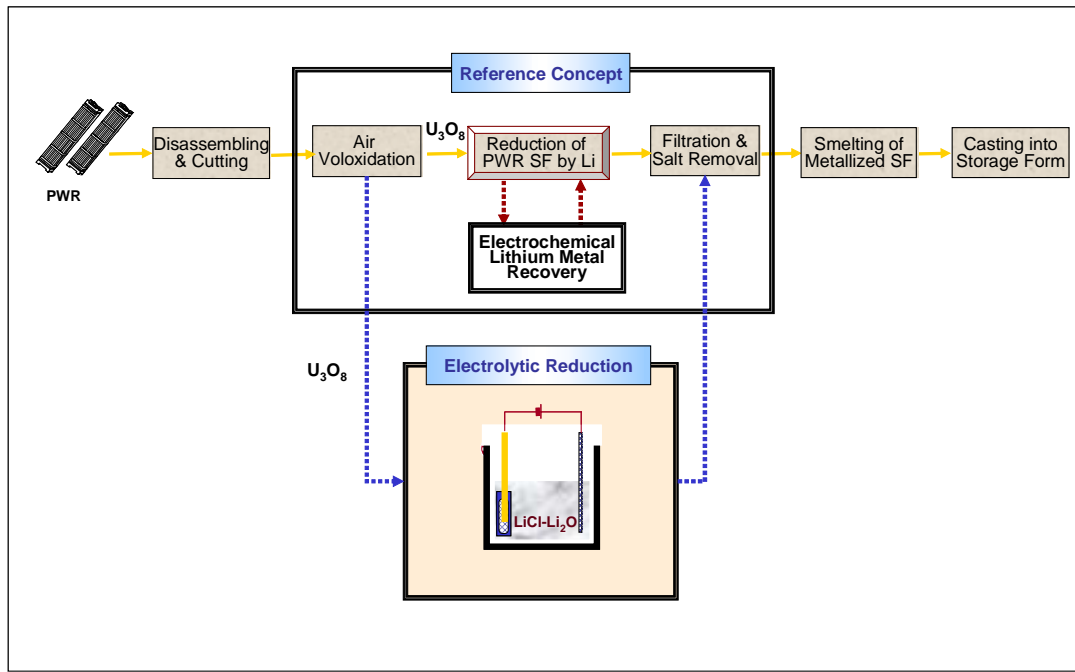 Reference Concept
PWR
Disassembling
& Cutting
Air
Voloxidation
U₃O₈
Reduction of
PWR SF by Li
Filtration &
Salt Removal
Smelting of
Metallized SF
Casting into
Storage Form
Electrochemical
Lithium Metal
Recovery
U₃O₈
Electrolytic Reduction
LiCl-Li₂O